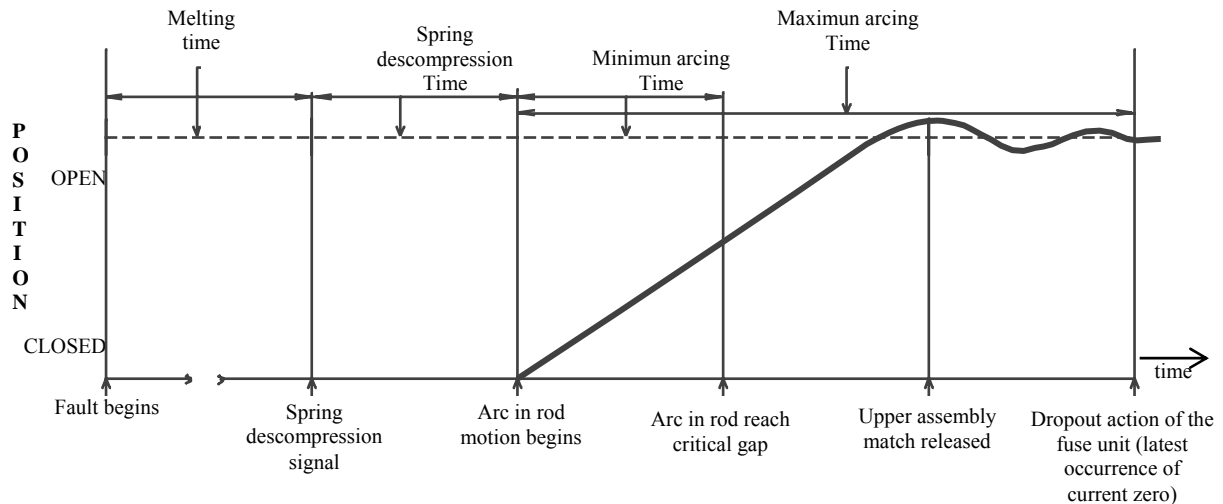 Melting
time
Spring
descompression
Time
Minimun arcing
Time
Maximun arcing
Time
POSITION
OPEN
CLOSED
time
Fault begins
Spring
descompression
signal
Arc in rod
motion begins
Arc in rod reach
critical gap
Upper assembly
match released
Dropout action of the
fuse unit (latest
occurrence of
current zero)